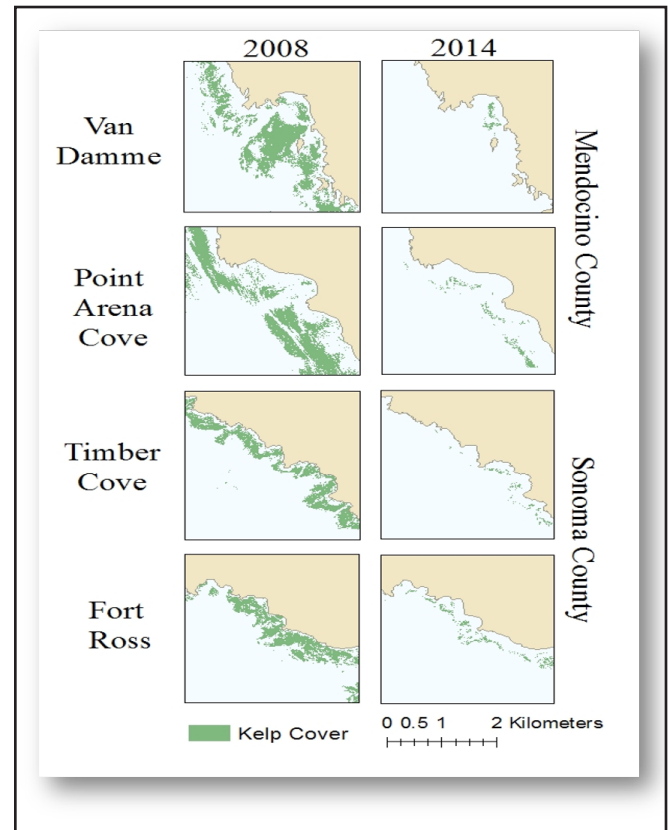 2008 2014
Van
Damme
Point
Arena
Cove
Mendocino County
Timber
Cove
Fort
Ross
Sonoma County
Kelp Cover
0 0.5 1 2 Kilometers